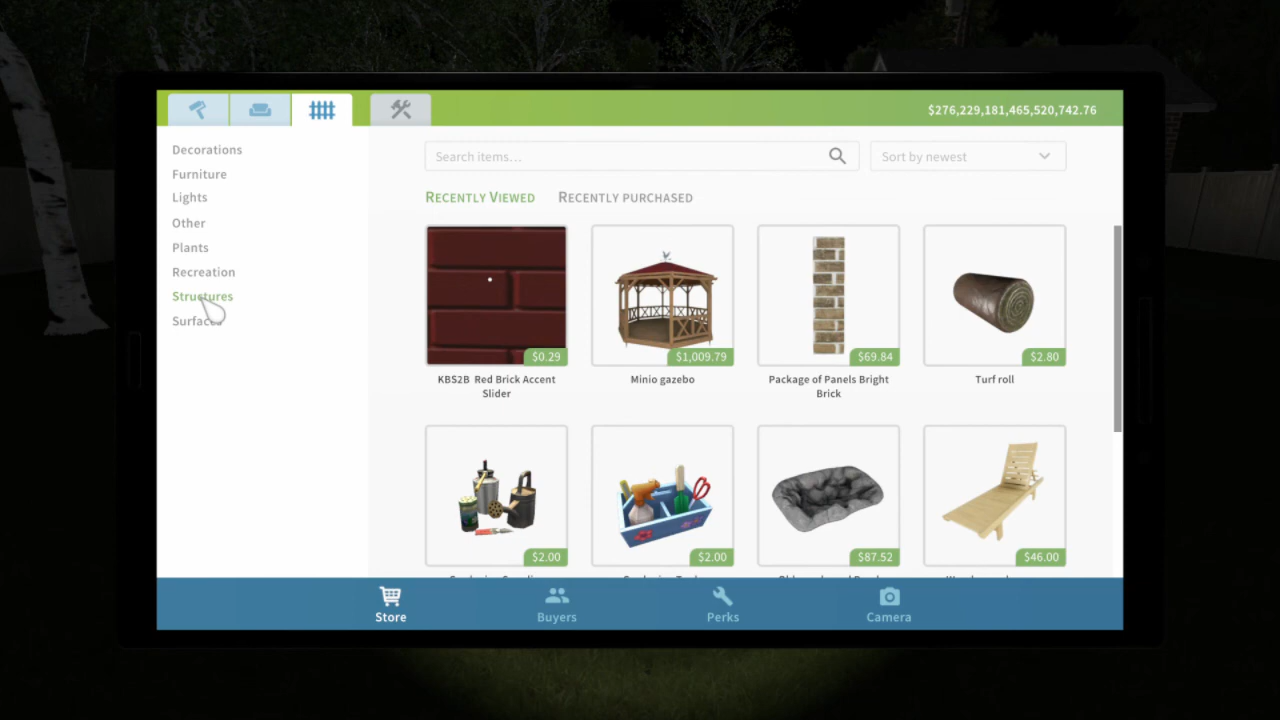 $276,229,181,465,520,742.76
Decorations
Furniture
Lights
Other
Plants
Recreation
Structures
Surfaces
Search items...
Sort by newest
RECENTLY VIEWED
RECENTLY PURCHASED
$0.29
$1,009.79
$69.84
$2.80
KBS2B Red Brick Accent
Slider
Minio gazebo
Package of Panels Bright
Brick
Turf roll
$2.00
$2.00
$87.52
$46.00
Store
Buyers
Perks
Camera